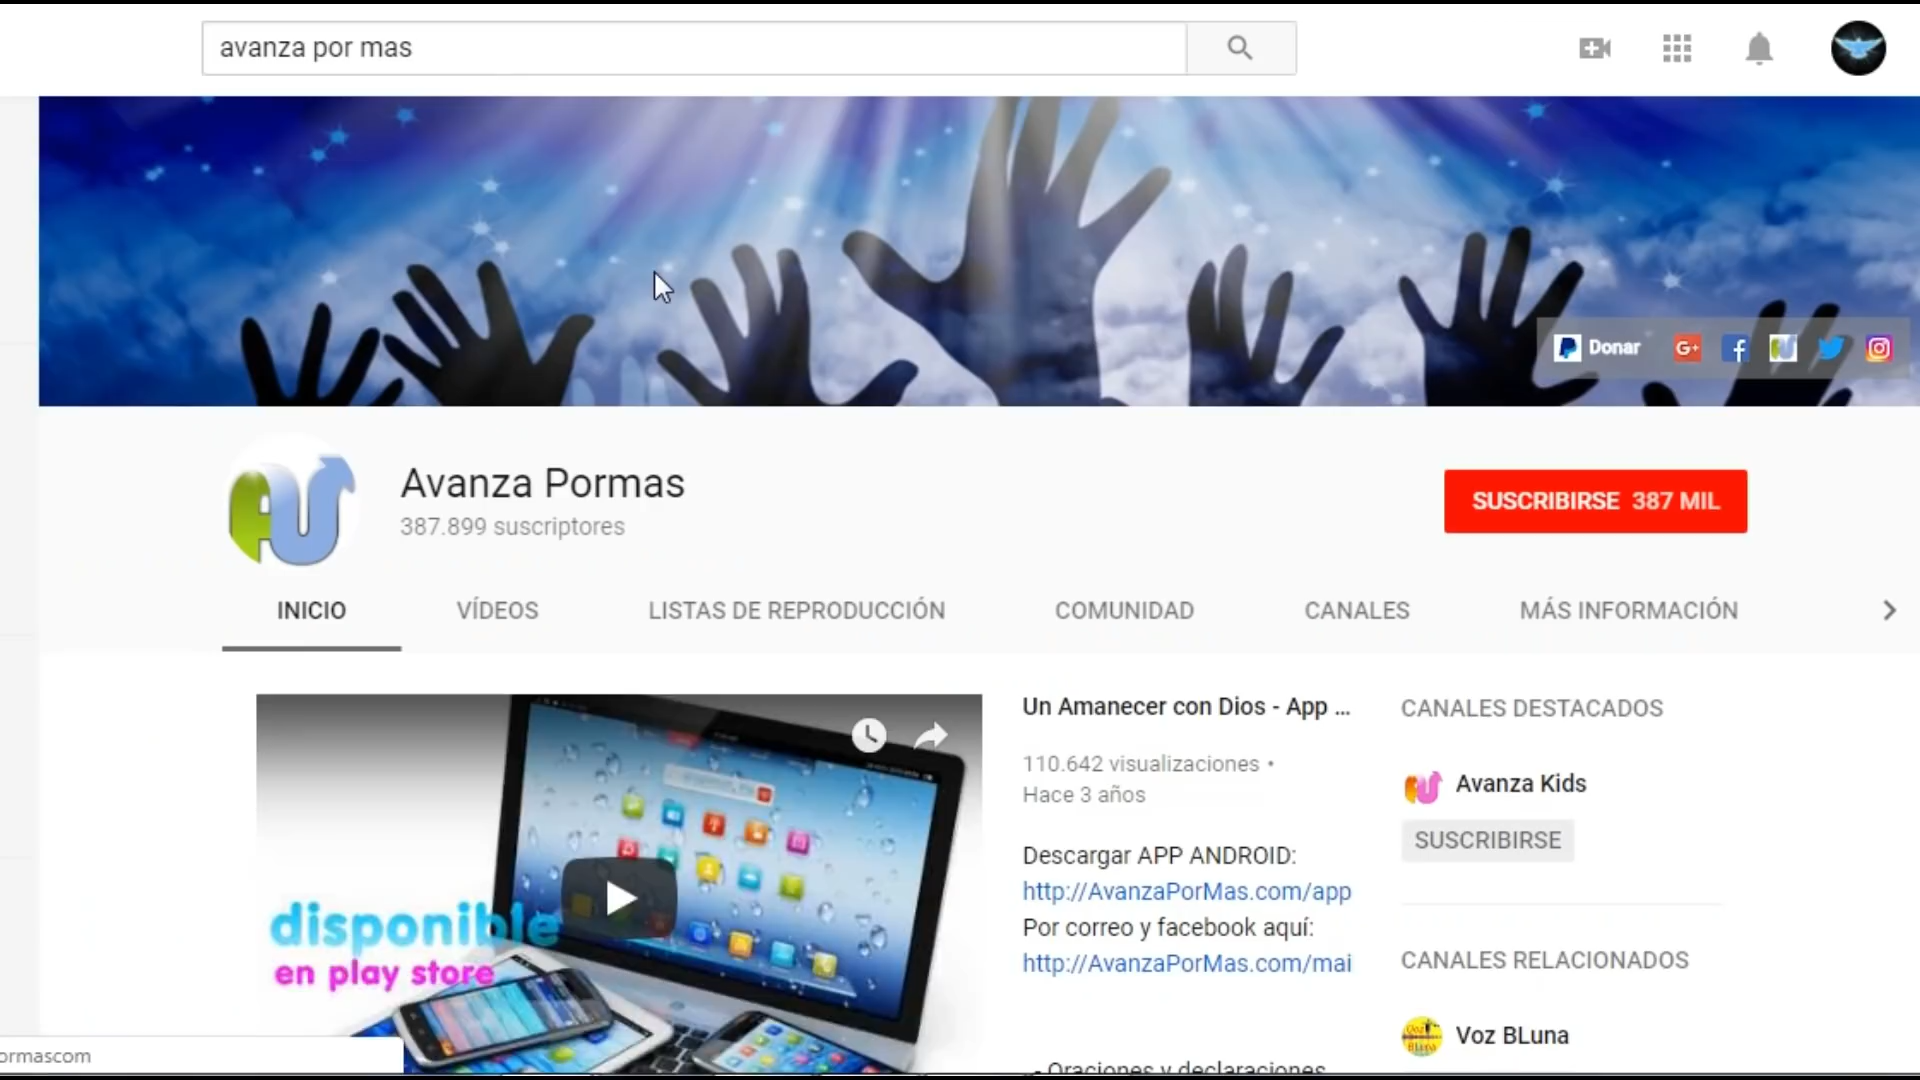 avanza por mas
Donar
Avanza Pormas
387.899 suscriptores
SUSCRIBIRSE 387 MIL
INICIO
VÍDEOS
LISTAS DE REPRODUCCIÓN
COMUNIDAD
CANALES
MÁS INFORMACIÓN
disponible
en play store
Un Amanecer con Dios - App ...
110.642 visualizaciones •
Hace 3 años
Descargar APP ANDROID:
http://AvanzaPorMas.com/app
Por correo y facebook aquí:
http://AvanzaPorMas.com/mai
- Oraciones y declaraciones
CANALES DESTACADOS
Avanza Kids
SUSCRIBIRSE
CANALES RELACIONADOS
Voz BLuna
ormascom